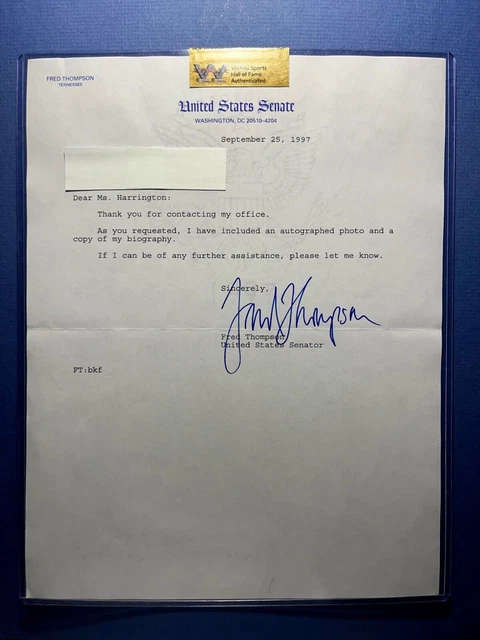 FRED THOMPSON
TENNESSEE
Sports
Hall of Fame
Authenticated
United States Senate
WASHINGTON, DC 20510-4204
September 25, 1997
Dear Ms. Harrington:
Thank you for contacting my office.
As you requested, I have included an autographed photo and a
copy of my biography.
If I can be of any further assistance, please let me know.
Sincerely,
Fred Thompson
Fred Thompson
United States Senator
FT:bkf